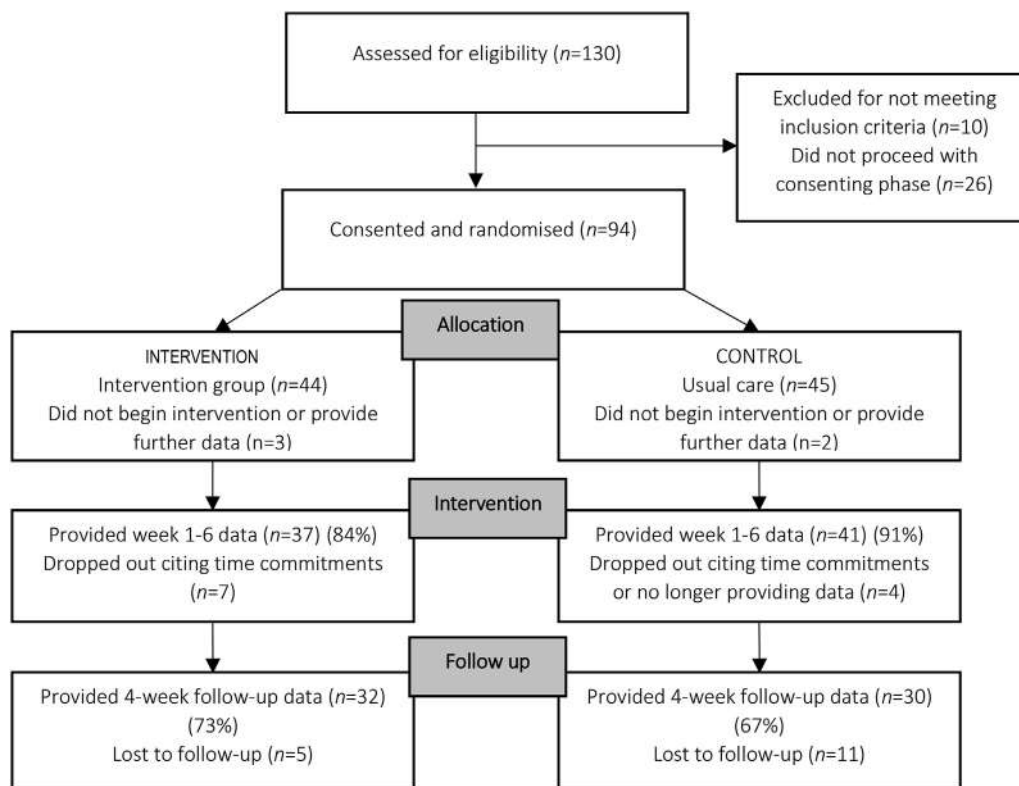 Assessed for eligibility (n=130)
Excluded for not meeting
inclusion criteria (n=10)
Did not proceed with
consenting phase (n=26)
Consented and randomised (n=94)
Allocation
INTERVENTION
Intervention group (n=44)
Did not begin intervention or provide
further data (n=3)
CONTROL
Usual care (n=45)
Did not begin intervention or provide
further data (n=2)
Intervention
Provided week 1-6 data (n=37) (84%)
Dropped out citing time commitments
(n=7)
Provided week 1-6 data (n=41) (91%)
Dropped out citing time commitments
or no longer providing data (n=4)
Follow up
Provided 4-week follow-up data (n=32)
(73%)
Lost to follow-up (n=5)
Provided 4-week follow-up data (n=30)
(67%)
Lost to follow-up (n=11)